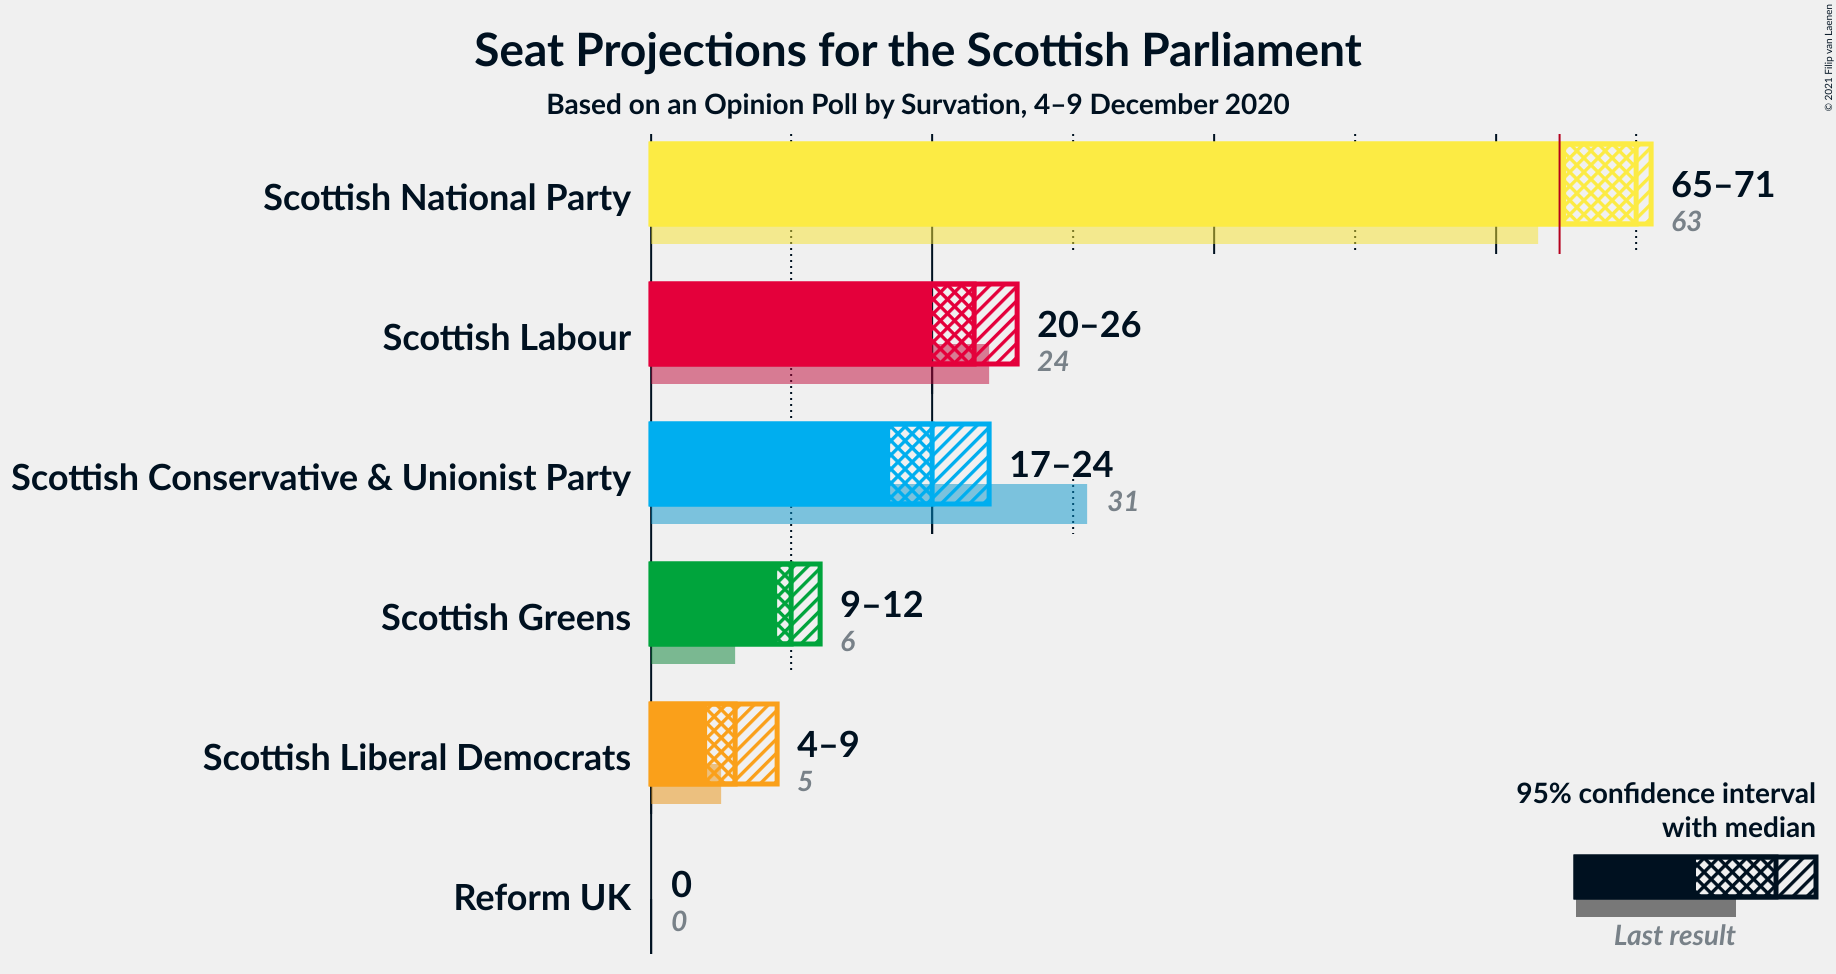 Seat Projections for the Scottish Parliament
Based on an Opinion Poll by Survation, 4–9 December 2020
© 2021 Filip van Laenen
Scottish National Party
65–71
63
Scottish Labour
20–26
24
Scottish Conservative & Unionist Party
17–24
31
Scottish Greens
9–12
6
Scottish Liberal Democrats
4–9
5
Reform UK
0
0
95% confidence interval
with median
Last result